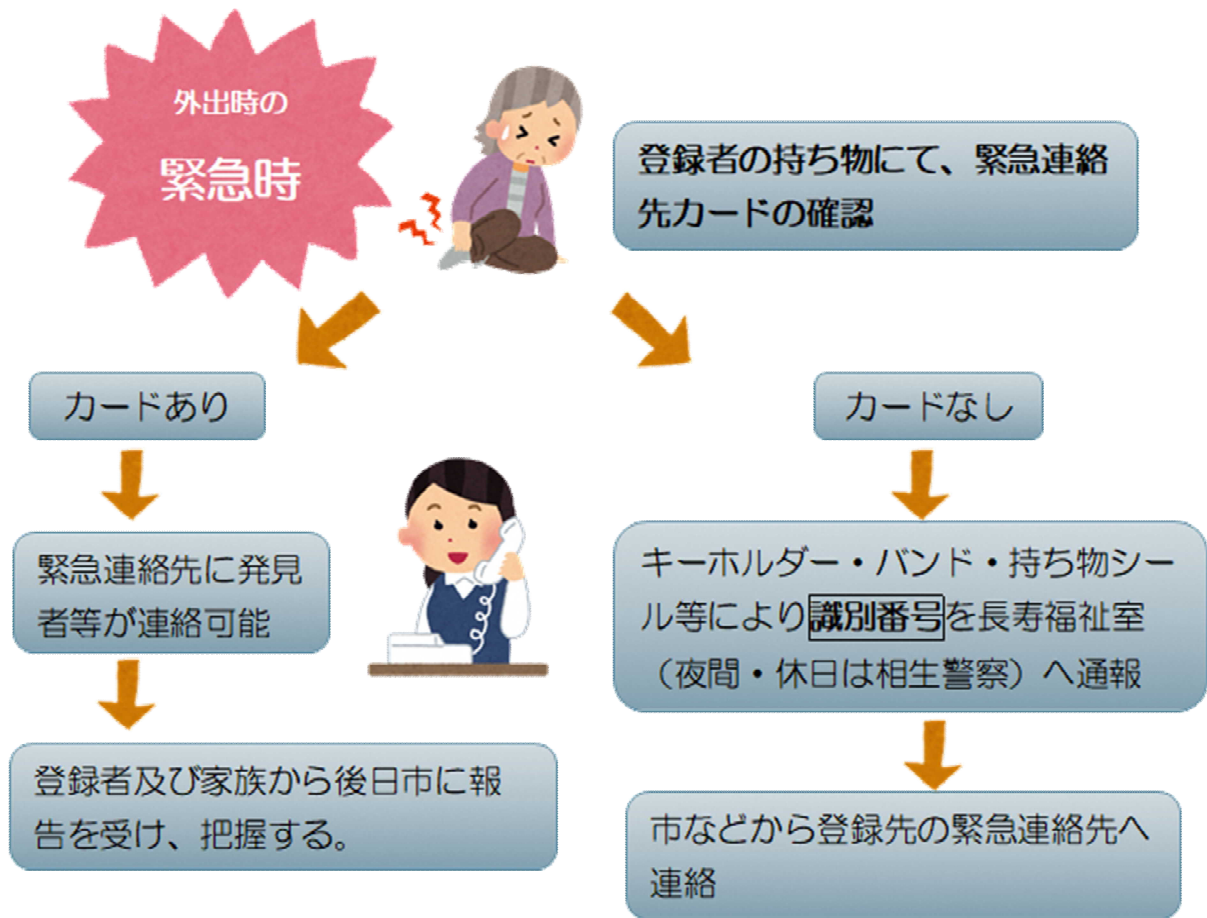 外出時の
緊急時
登録者の持ち物にて、緊急連絡
先カードの確認
カードあり
緊急連絡先に発見
者等が連絡可能
登録者及び家族から後日市に報
告を受け、把握する。
カードなし
キーホルダー・バンド・持ち物シー
ル等により識別番号を長寿福祉室
（夜間・休日は相生警察）へ通報
市などから登録先の緊急連絡先へ
連絡